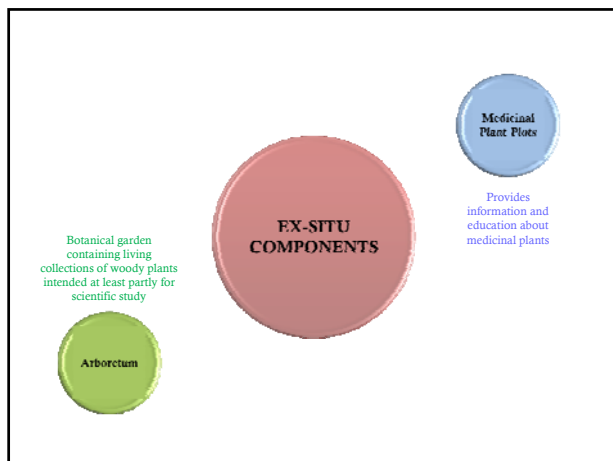 Medicinal
Plant Plots
Provides
information and
education about
medicinal plants
EX-SITU
COMPONENTS
Botanical garden
containing living
collections of woody plants
intended at least partly for
scientific study
Arboretum